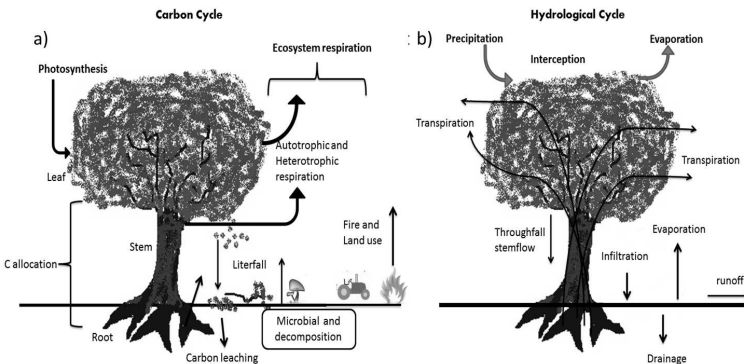 Carbon Cycle
a)
Ecosystem respiration
Photosynthesis
Autotrophic and
Heterotrophic
respiration
Leaf
Fire and
Land use
Stem
C allocation
Literfall
Root
Microbial and
decomposition
Carbon leaching
Hydrological Cycle
: b)
Precipitation
Evaporation
Interception
Transpiration
Transpiration
Throughfall
stemflow
Evaporation
Infiltration
runoff
Drainage